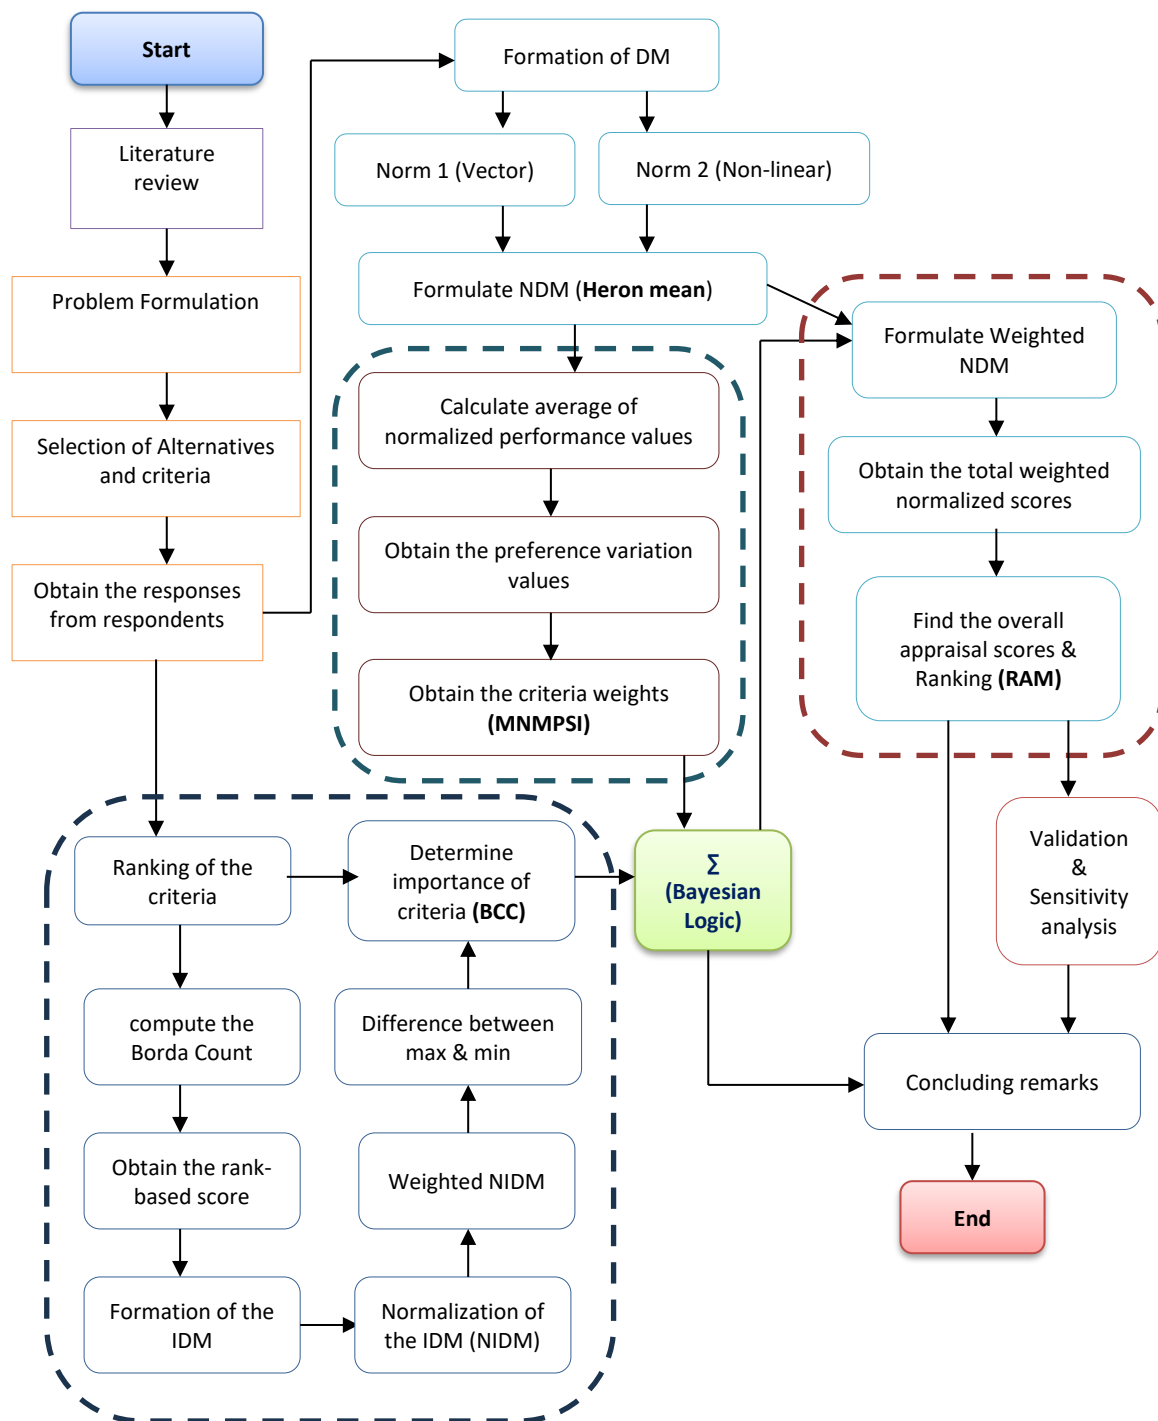 Start
Literature
review
Problem Formulation
Selection of Alternatives
and criteria
Obtain the responses
from respondents
Formation of DM
Norm 1 (Vector)
Norm 2 (Non-linear)
Formulate NDM (Heron mean)
Calculate average of
normalized performance values
Obtain the preference variation
values
Obtain the criteria weights
(MNMPSI)
Formulate Weighted
NDM
Obtain the total weighted
normalized scores
Find the overall
appraisal scores &
Ranking (RAM)
Validation
&
Sensitivity
analysis
Ranking of the
criteria
Determine
importance of
criteria (BCC)
∑
(Bayesian
Logic)
compute the
Borda Count
Difference between
max & min
Obtain the rank-
based score
Weighted NIDM
Formation of the
IDM
Normalization of
the IDM (NIDM)
Concluding remarks
End